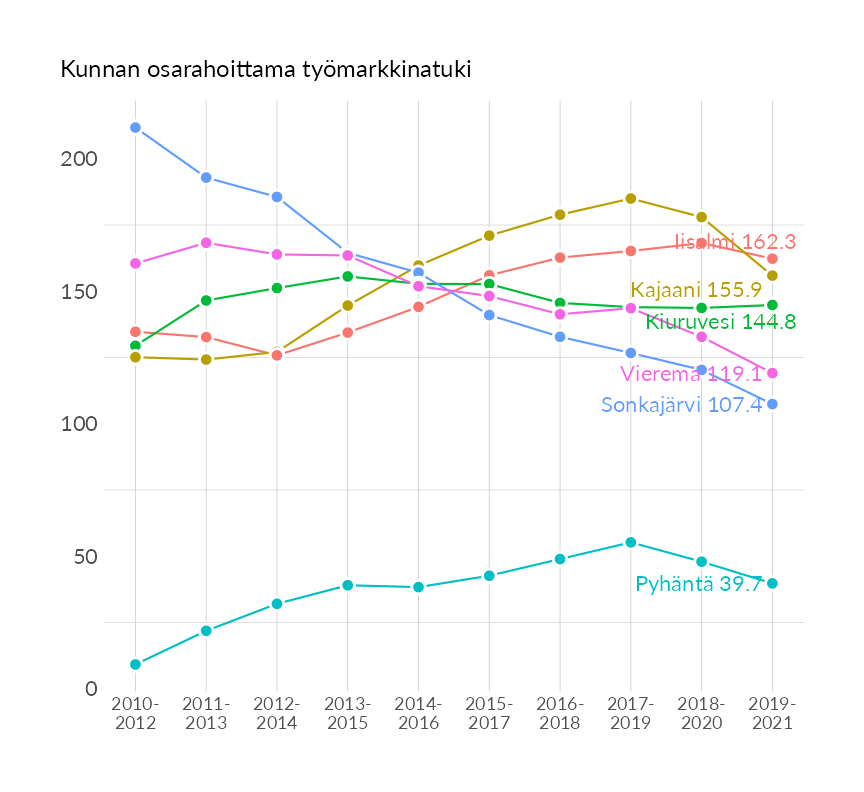 Kunnan osarahoittama työmarkkinatuki
200
150
100
50
0
Iisalmi 162.3
Kajaani 155.9
Kiuruvesi 144.8
Vieremä 119.1
Sonkajärvi 107.4
Pyhäntä 39.7
2010-2012
2011-2013
2012-2014
2013-2015
2014-2016
2015-2017
2016-2018
2017-2019
2018-2020
2019-2021